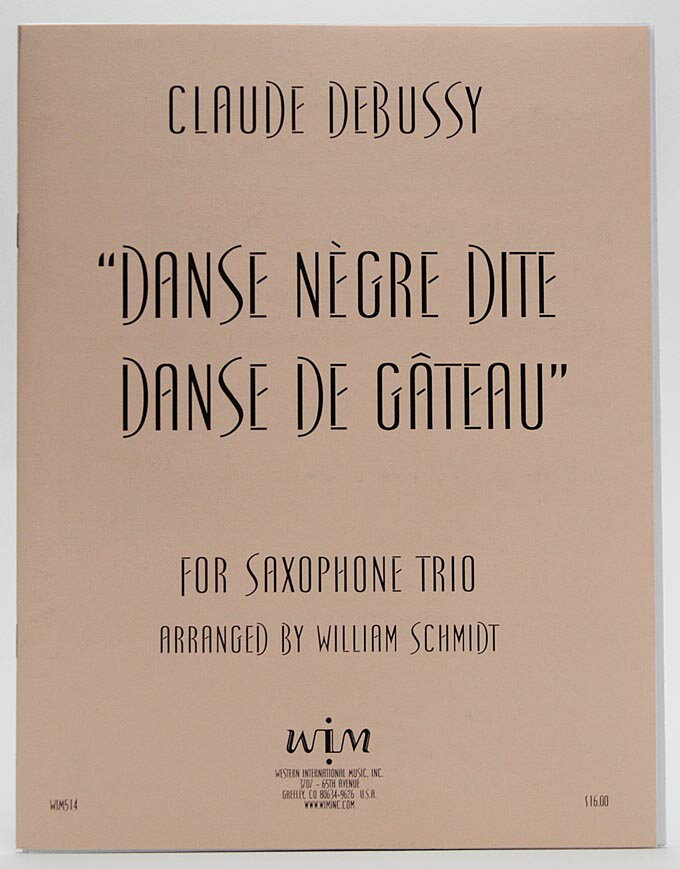 CLAUDE DEBUSSY
"DANSE NÈGRE DITE
DANSE DE GÂTEAU"
FOR SAXOPHONE TRIO
ARRANGED BY WILLIAM SCHMIDT
wim
WESTERN INTERNATIONAL MUSIC, INC.
3707 - 65TH AVENUE
GREELEY, CO 80634-9626 U.S.A.
WWW.WIMINC.COM
WIM514
$16.00